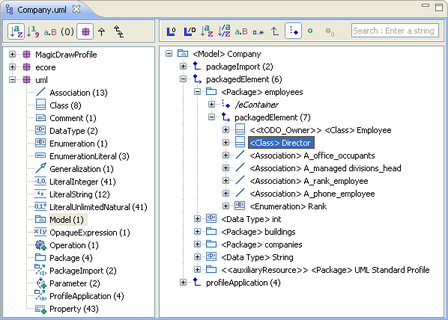 Company.uml
(0)
Search : Enter a string
MagicDrawProfile
ecore
uml
Association (13)
Class (8)
Comment (1)
DataType (2)
Enumeration (1)
EnumerationLiteral (3)
Generalization (1)
LiteralInteger (41)
LiteralString (12)
LiteralUnlimitedNatural (41)
Model (1)
OpaqueExpression (1)
Operation (1)
Package (4)
PackageImport (2)
Parameter (2)
ProfileApplication (4)
Property (43)
<Model> Company
packageImport (2)
packagedElement (6)
<Package> employees
/eContainer
packagedElement (7)
<<tODO_Owner>> <Class> Employee
<Class> Director
<Association> A_office_occupants
<Association> A_managed divisions_head
<Association> A_rank_employee
<Association> A_phone_employee
<Enumeration> Rank
<Data Type> int
<Package> buildings
<Package> companies
<Data Type> String
<<auxiliaryResource>> <Package> UML Standard Profile
profileApplication (4)